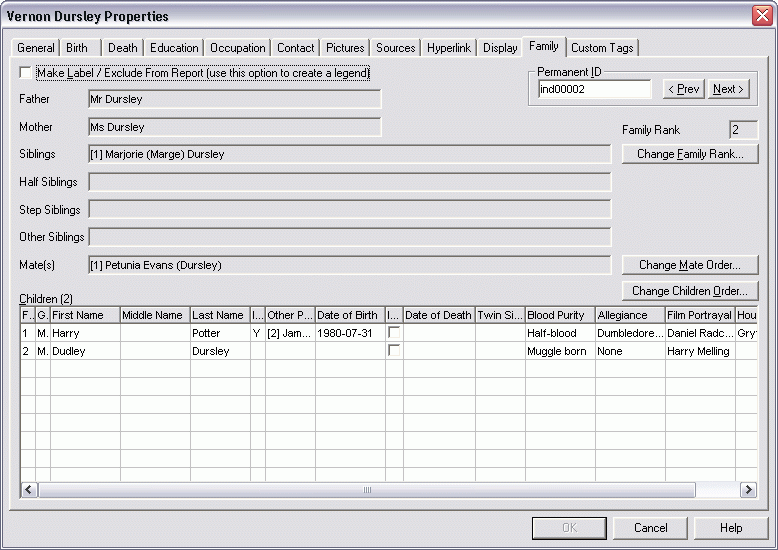 Vernon Dursley Properties
General Birth Death Education Occupation Contact Pictures Sources Hyperlink Display Family Custom Tags
Make Label / Exclude From Report (use this option to create a legend)
Permanent ID
ind00002 < Prev Next >
Father Mr Dursley
Mother Ms Dursley
Family Rank 2
Siblings [1] Marjorie (Marge) Dursley Change Family Rank...
Half Siblings
Step Siblings
Other Siblings
Mate(s) [1] Petunia Evans (Dursley) Change Mate Order...
Change Children Order...
Children (2)
F... G. First Name Middle Name Last Name I... Other P... Date of Birth I... Date of Death Twin Si... Blood Purity Allegiance Film Portrayal Hou
1 M. Harry Potter Y [2] Jam... 1980-07-31 Half-blood Dumbledore... Daniel Radc... Gry
2 M. Dudley Dursley Muggle born None Harry Melling
OK Cancel Help